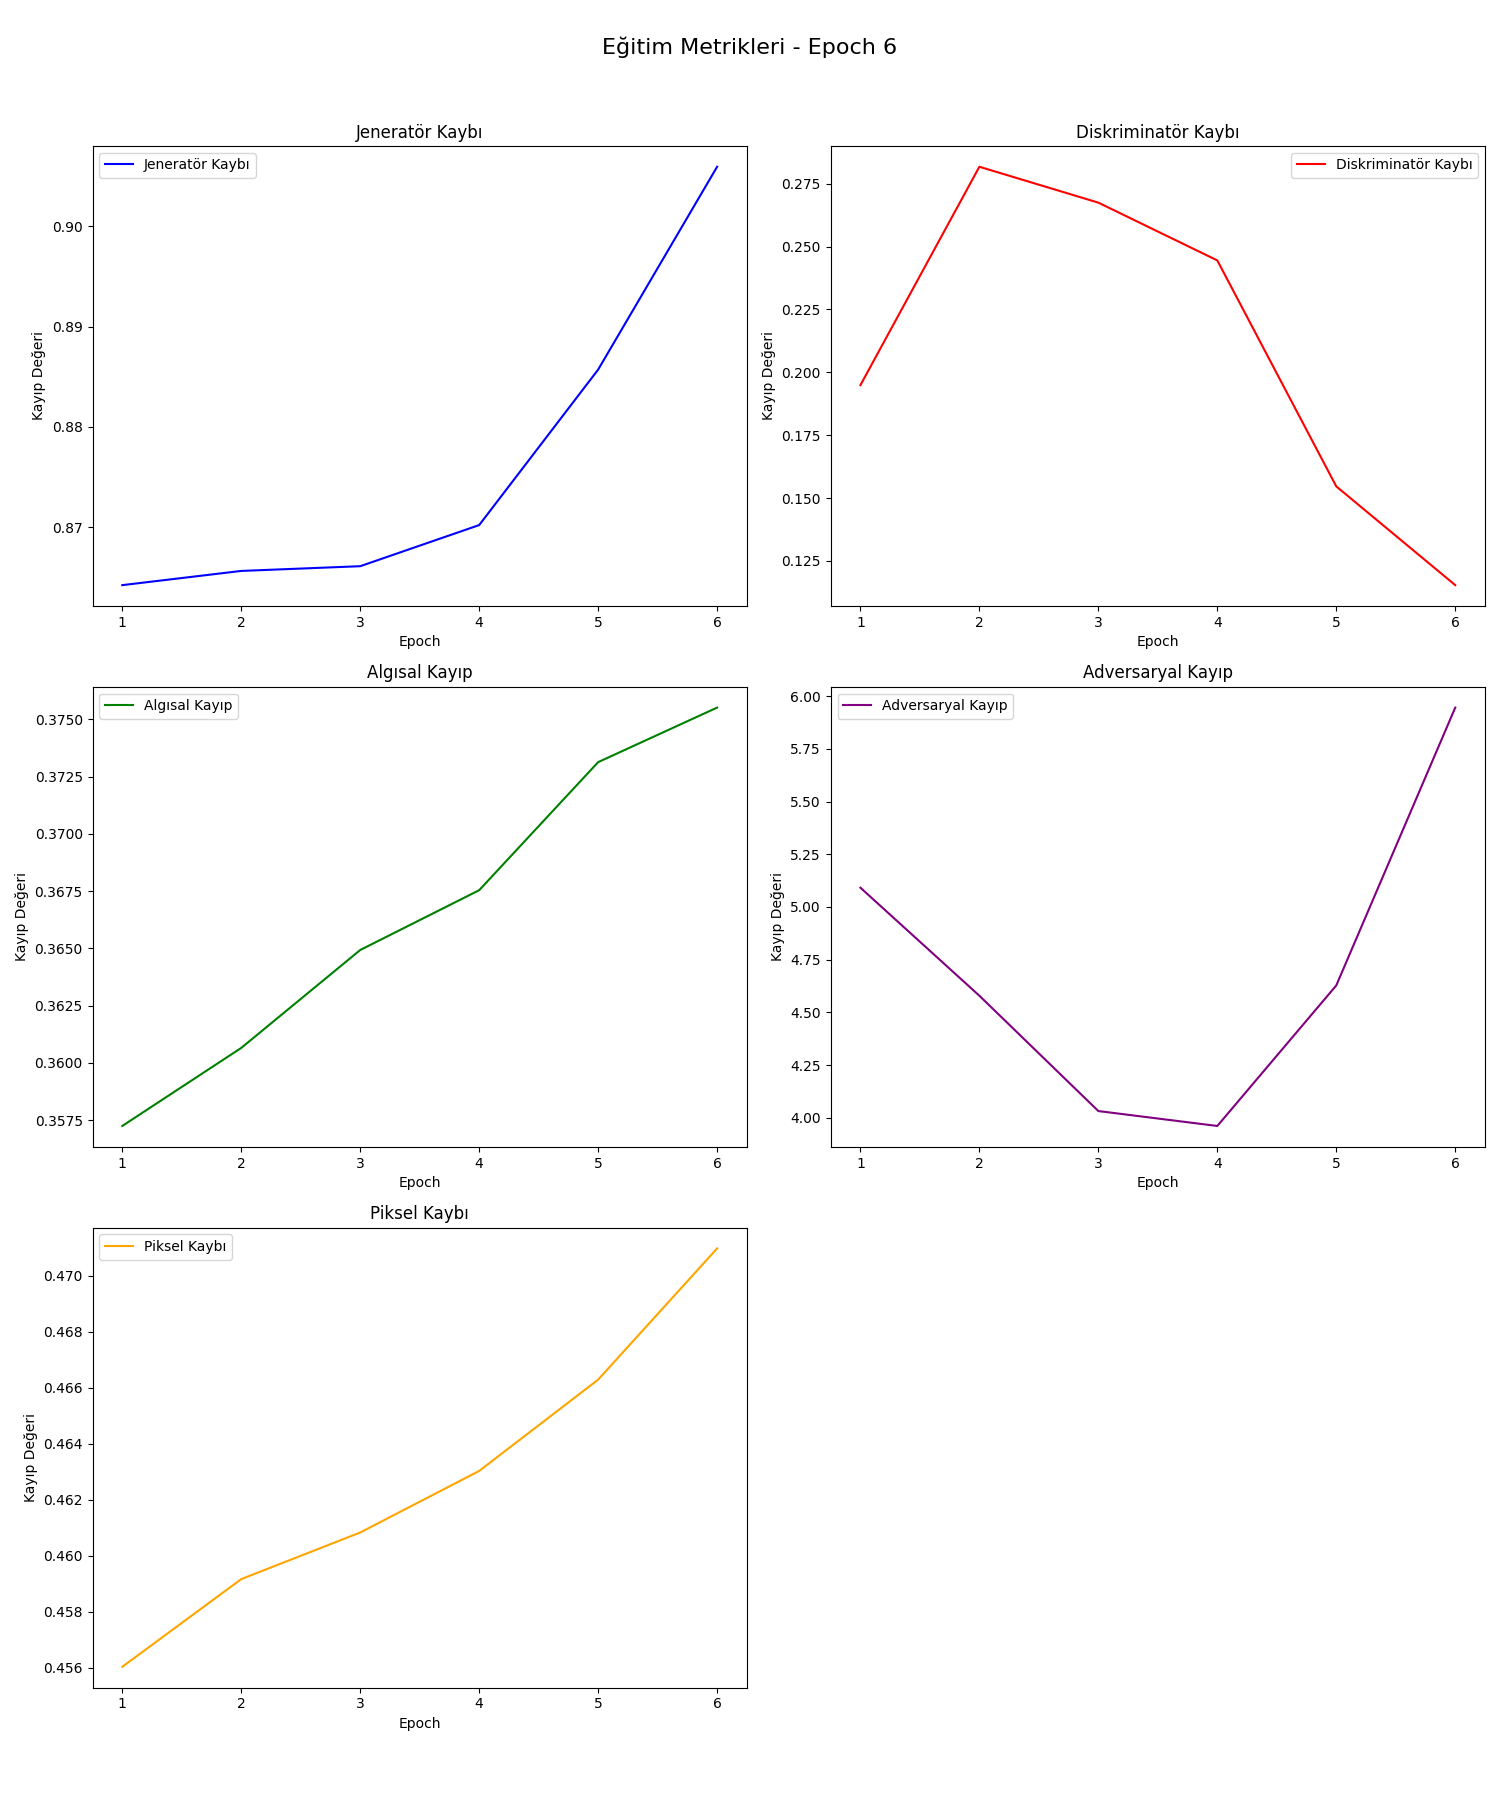 Eğitim Metrikleri - Epoch 6
Jeneratör Kaybı
Jeneratör Kaybı
0.90
0.89
0.88
0.87
Kayıp Değeri
1 2 3 4 5 6
Epoch
Diskriminatör Kaybı
Diskriminatör Kaybı
0.275
0.250
0.225
0.200
0.175
0.150
0.125
Kayıp Değeri
1 2 3 4 5 6
Epoch
Algısal Kayıp
Algısal Kayıp
0.3750
0.3725
0.3700
0.3675
0.3650
0.3625
0.3600
0.3575
Kayıp Değeri
1 2 3 4 5 6
Epoch
Adversaryal Kayıp
Adversaryal Kayıp
6.00
5.75
5.50
5.25
5.00
4.75
4.50
4.25
4.00
Kayıp Değeri
1 2 3 4 5 6
Epoch
Piksel Kaybı
Piksel Kaybı
0.470
0.468
0.466
0.464
0.462
0.460
0.458
0.456
Kayıp Değeri
1 2 3 4 5 6
Epoch